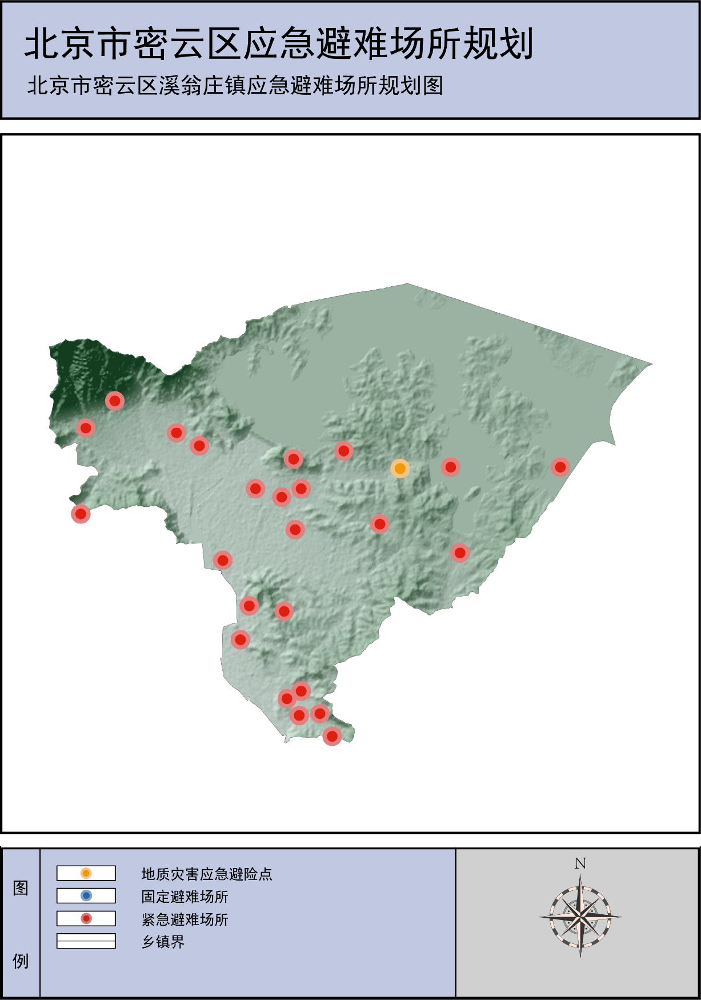 北京市密云区应急避难场所规划
北京市密云区溪翁庄镇应急避难场所规划图
图
例
地质灾害应急避险点
固定避难场所
紧急避难场所
乡镇界
N